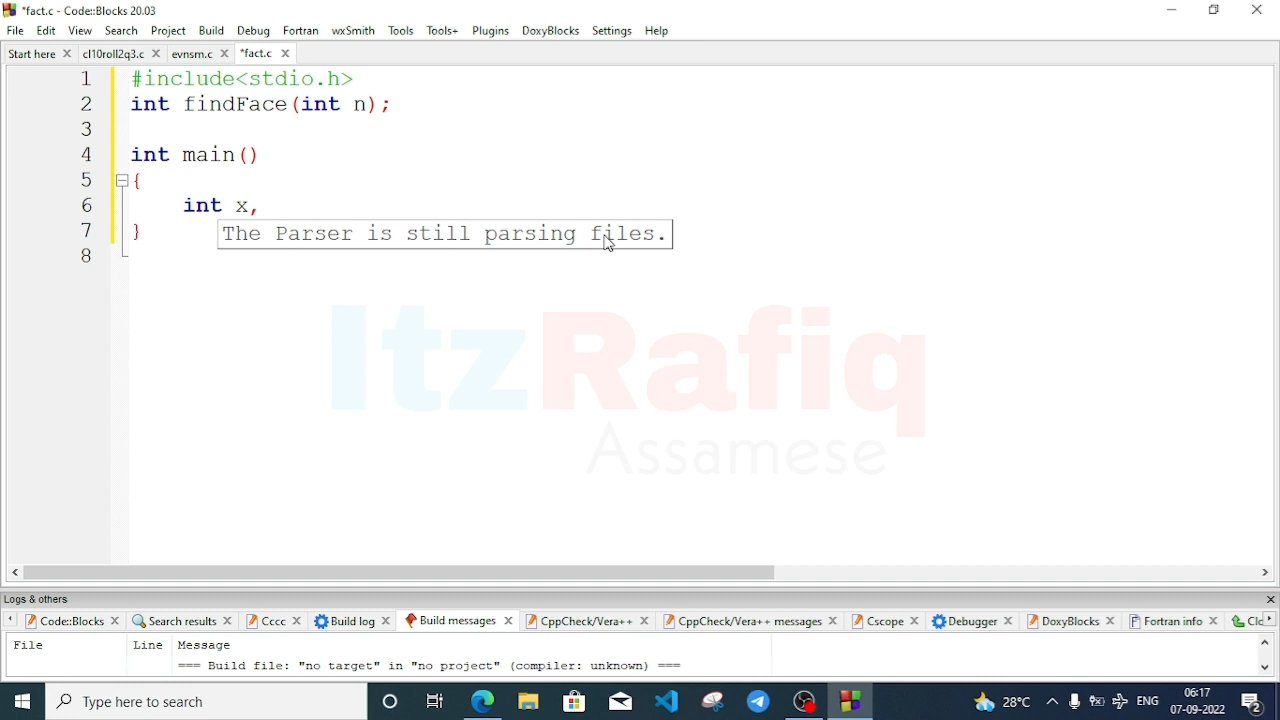 *fact.c - Code::Blocks 20.03
File Edit View Search Project Build Debug Fortran wxSmith Tools Tools+ Plugins DoxyBlocks Settings Help
Start here cl10roll2q3.c evnsm.c *fact.c
1 #include<stdio.h>
2 int findFace(int n);
3
4 int main()
5 {
6 int x,
7 }
The Parser is still parsing files.
8
ItzRafiq
Assamese
Logs & others
Code::Blocks Search results Cccc Build log Build messages CppCheck/Vera++ CppCheck/Vera++ messages Cscope Debugger DoxyBlocks Fortran info Clo
File Line Message
=== Build file: "no target" in "no project" (compiler: unknown) ===
Type here to search
28°C ENG 06:17
07-09-2022 2